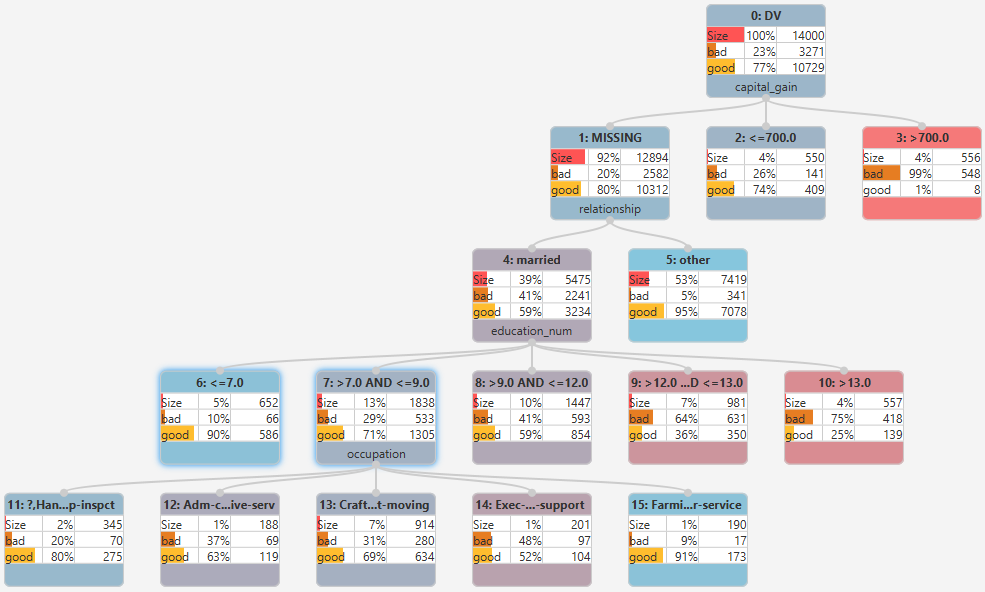 0: DV
Size 100% 14000
bad 23% 3271
good 77% 10729
capital_gain
1: MISSING
Size 92% 12894
bad 20% 2582
good 80% 10312
relationship
2: <=700.0
Size 4% 550
bad 26% 141
good 74% 409
3: >700.0
Size 4% 556
bad 99% 548
good 1% 8
4: married
Size 39% 5475
bad 41% 2241
good 59% 3234
education_num
5: other
Size 53% 7419
bad 5% 341
good 95% 7078
6: <=7.0
Size 5% 652
bad 10% 66
good 90% 586
7: >7.0 AND <=9.0
Size 13% 1838
bad 29% 533
good 71% 1305
occupation
8: >9.0 AND <=12.0
Size 10% 1447
bad 41% 593
good 59% 854
9: >12.0 ...D <=13.0
Size 7% 981
bad 64% 631
good 36% 350
10: >13.0
Size 4% 557
bad 75% 418
good 25% 139
11: ?,Han...p-inspct
Size 2% 345
bad 20% 70
good 80% 275
12: Adm-c...ive-serv
Size 1% 188
bad 37% 69
good 63% 119
13: Craft...t-moving
Size 7% 914
bad 31% 280
good 69% 634
14: Exec-...-support
Size 1% 201
bad 48% 97
good 52% 104
15: Farmi...r-service
Size 1% 190
bad 9% 17
good 91% 173